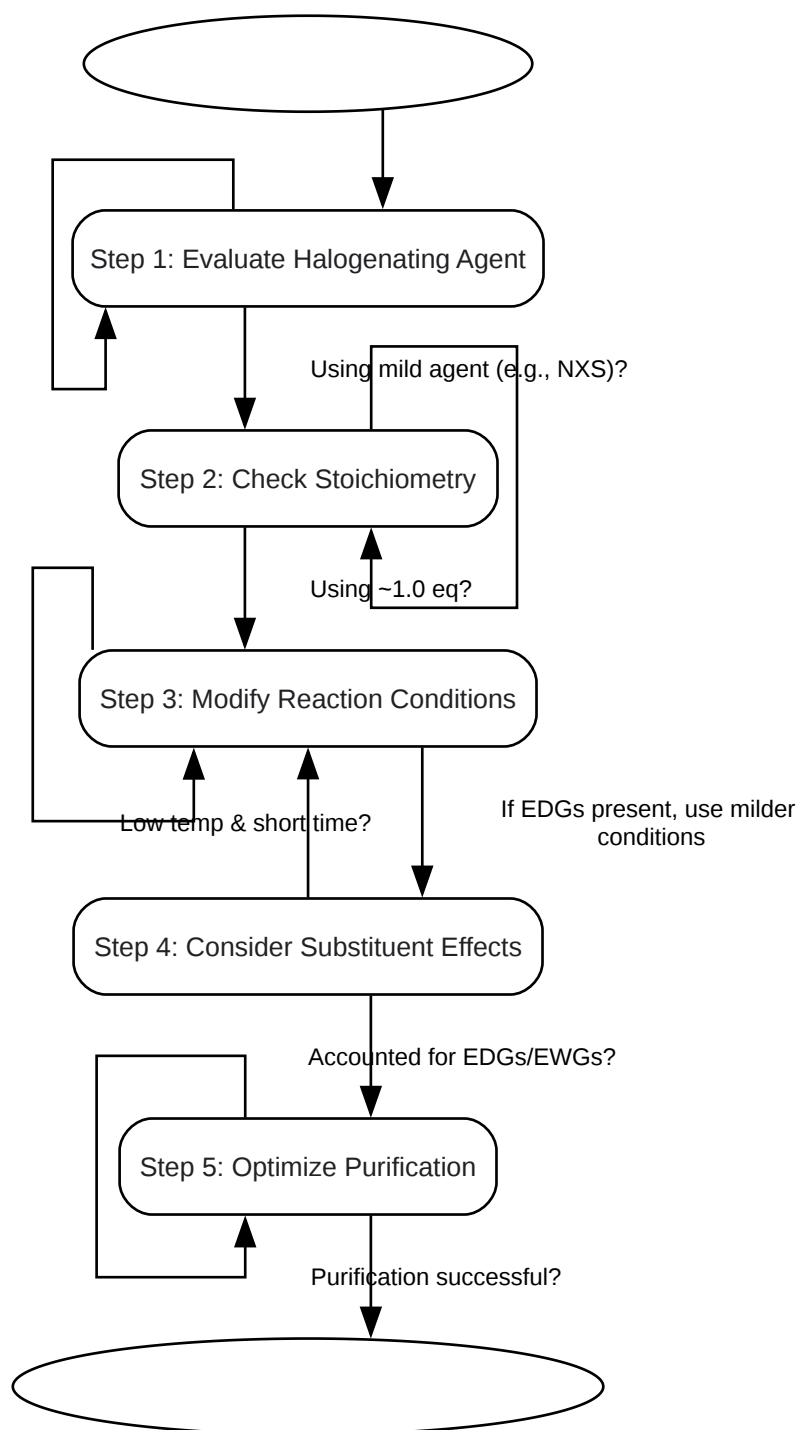 Step 1: Evaluate Halogenating Agent
Using mild agent (e.g., NXS)?
Step 2: Check Stoichiometry
Using ~1.0 eq?
Step 3: Modify Reaction Conditions
Low temp & short time?
If EDGs present, use milder
conditions
Step 4: Consider Substituent Effects
Accounted for EDGs/EWGs?
Step 5: Optimize Purification
Purification successful?